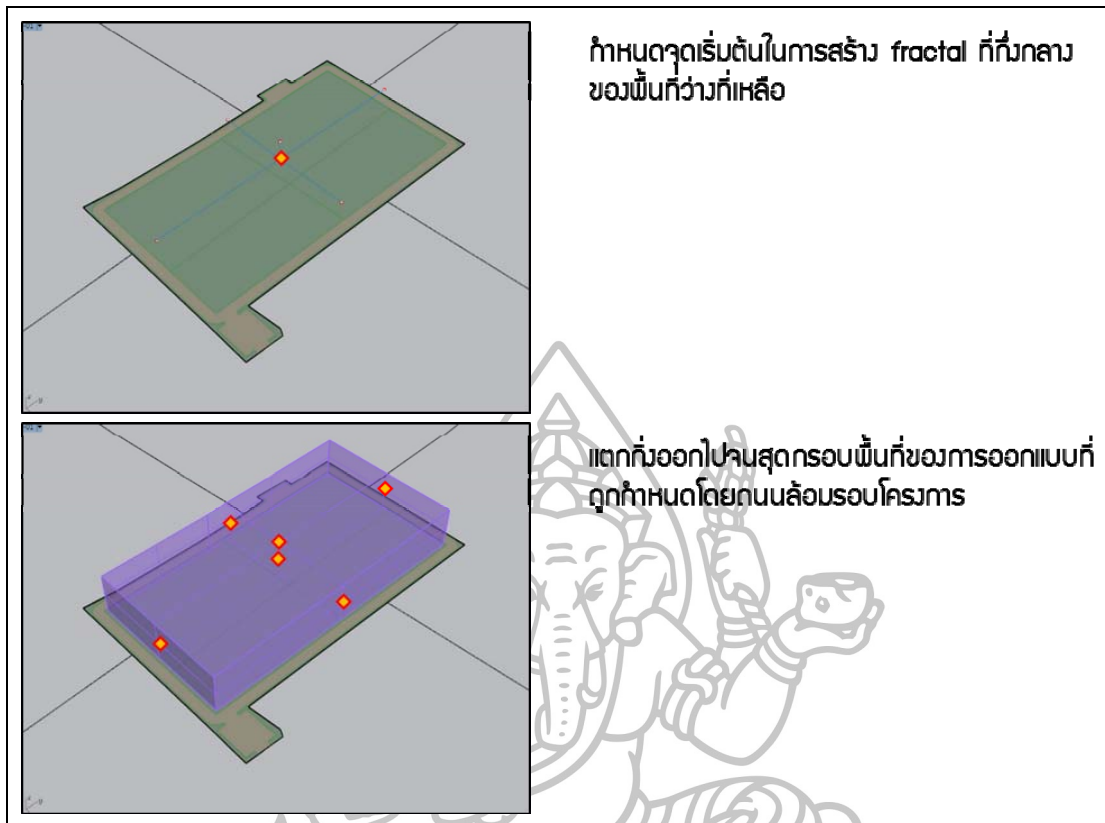 กำหนดจุดเริ่มต้นในการสร้าง fractal ที่กึ่งกลาง
ของพื้นที่ว่างที่เหลือ
แตกกิ่งออกไปจนสุดกรอบพื้นที่ของการออกแบบที่
ถูกกำหนดโดยถนนล้อมรอบโครงการ